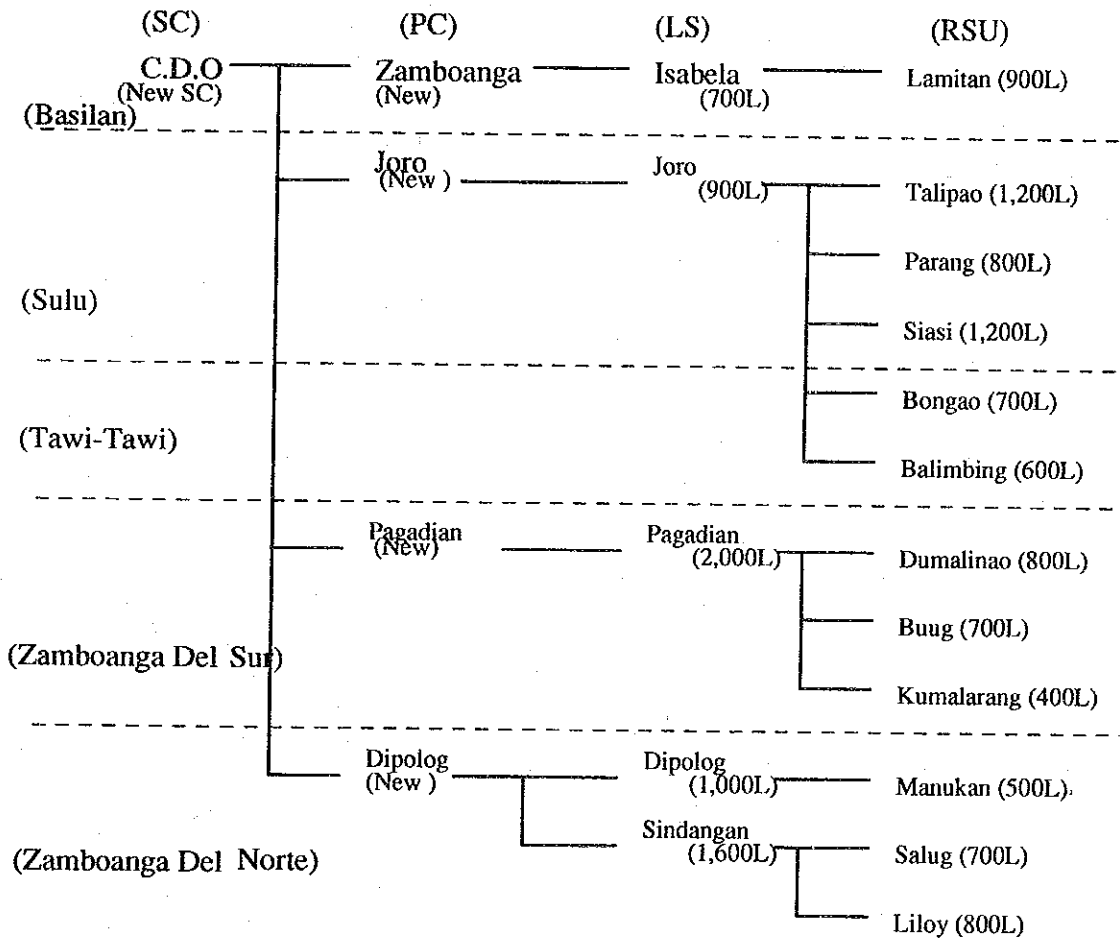 (SC) (PC) (LS) (RSU)
C.D.O Zamboanga Isabela Lamitan (900L)
(New SC) (New) (700L)
(Basilan)
Joro Joro
(New ) (900L) Talipao (1,200L)
Parang (800L)
(Sulu)
Siasi (1,200L)
Bongao (700L)
(Tawi-Tawi)
Balimbing (600L)
Pagadian Pagadian
(New) (2,000L) Dumalinao (800L)
Buug (700L)
(Zamboanga Del Sur)
Kumalarang (400L)
Dipolog Dipolog
(New ) (1,000L) Manukan (500L)
Sindangan
(1,600L) Salug (700L)
(Zamboanga Del Norte)
Liloy (800L)